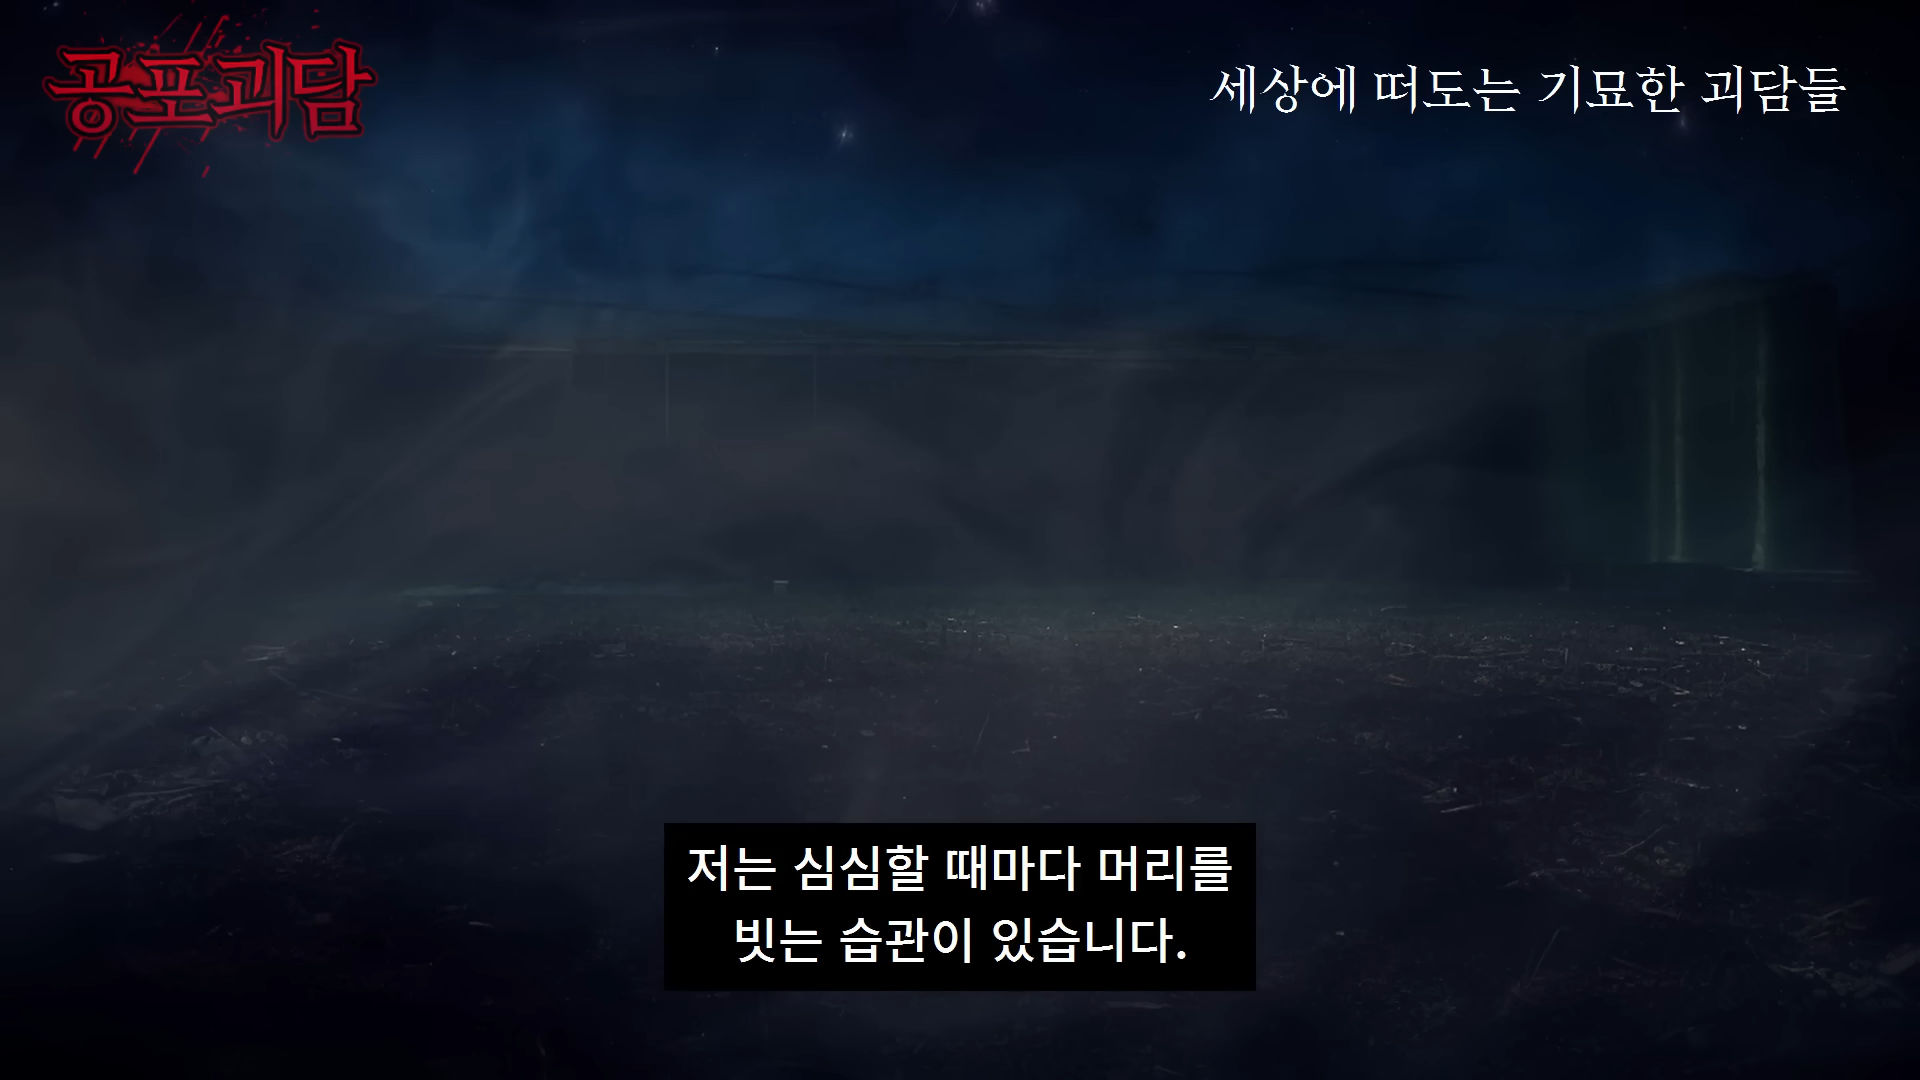 공포괴담
세상에 떠도는 기묘한 괴담들
저는 심심할 때마다 머리를
빗는 습관이 있습니다.